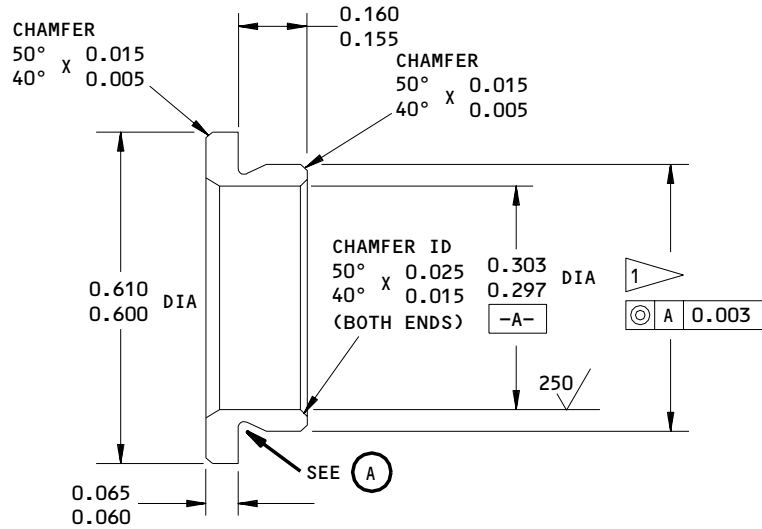 0.160
0.155
CHAMFER
50° X 0.015
40° 0.005
CHAMFER
50° X 0.015
40° 0.005
CHAMFER ID
50° X 0.025
40° 0.015
(BOTH ENDS)
0.303
0.297 DIA
-A-
1
A 0.003
0.610
0.600 DIA
250
SEE A
0.065
0.060